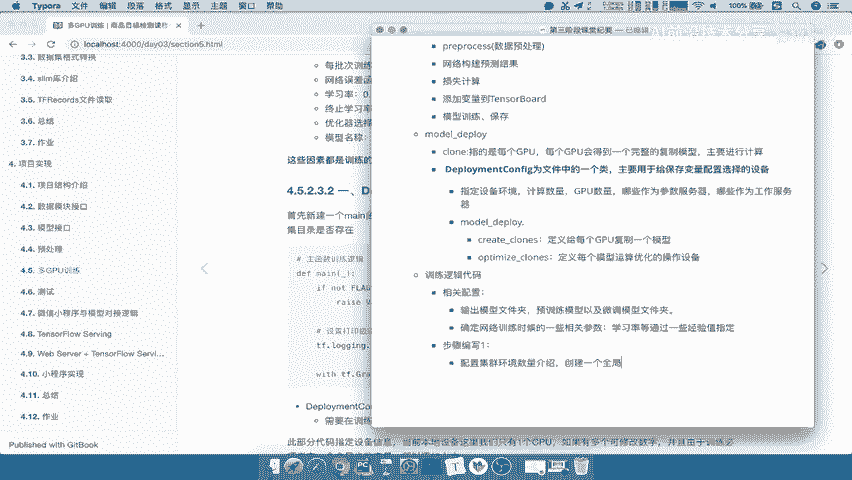 Typora 文件 编辑 段落 格式 显示 主题 窗口 帮助
100%
多GPU训练 | 商品目标检测课
localhost:4000/day03/section5.html
第三阶段课堂纪要 — 已编辑
3.3. 数据集格式转换
3.4. slim库介绍
3.5. TFRecords文件读取
3.6. 总结
3.7. 作业
4. 项目实现
4.1. 项目结构介绍
4.2. 数据模块接口
4.3. 模型接口
4.4. 预处理
4.5. 多GPU训练
4.6. 测试
4.7. 微信小程序与模型对接逻辑
4.8. TensorFlow Serving
4.9. Web Server + TensorFlow Servi...
4.10. 小程序实现
4.11. 总结
4.12. 作业
Published with GitBook
每批次训练
网络误差函
学习率：0.
终止学习率
优化器选择
模型名称：
这些因素都是训练的
4.5.2.3.2 一、De
首先新建一个main的
集目录是否存在
# 主函数训练逻辑
def main(_):
if not FLAG
raise V
# 设置打印级
tf.logging.
with tf.Gra
DeploymentCo
需要在训练
此部分代码指定设备信息，当前本地设备这里我们只有1个CPU，如果有多个可修改数字，并且由于训练必
preprocess(数据预处理)
网络构建预测结果
损失计算
添加变量到TensorBoard
模型训练、保存
model_deploy
clone:指的是每个GPU，每个GPU会得到一个完整的复制模型，主要进行计算
DeploymentConfig为文件中的一个类，主要用于给保存变量配置选择的设备
指定设备环境，计算数量，GPU数量，哪些作为参数服务器，哪些作为工作服务
器
model_deploy.
create_clones：定义给每个GPU复制一个模型
optimize_clones：定义每个模型运算优化的操作设备
训练逻辑代码
相关配置：
输出模型文件夹，预训练模型以及微调模型文件夹。
确定网络训练时候的一些相关参数：学习率等通过一些经验值指定
步骤编写1：
配置集群环境数量介绍，创建一个全局